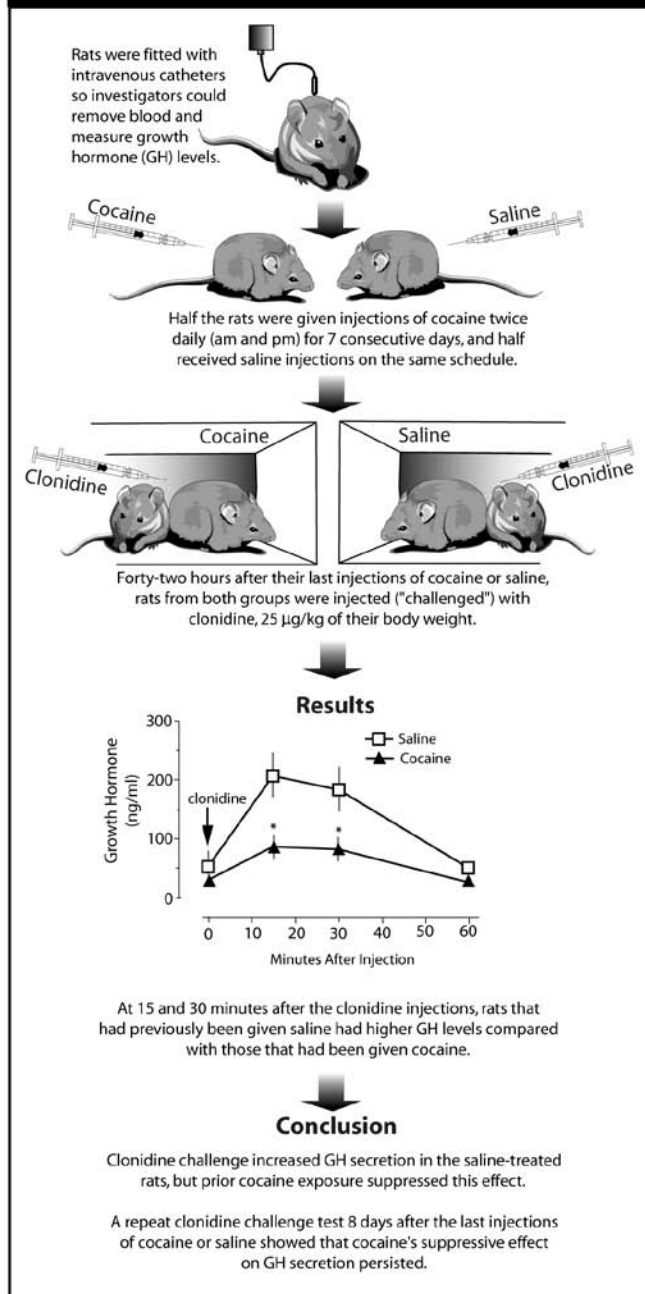 Rats were fitted with
intravenous catheters
so investigators could
remove blood and
measure growth
hormone (GH) levels.
Cocaine
Saline
Half the rats were given injections of cocaine twice
daily (am and pm) for 7 consecutive days, and half
received saline injections on the same schedule.
Cocaine
Saline
Clonidine
Clonidine
Forty-two hours after their last injections of cocaine or saline,
rats from both groups were injected ("challenged") with
clonidine, 25 µg/kg of their body weight.
Results
300
200
100
0
Growth Hormone
(ng/ml)
Saline
Cocaine
clonidine
*
*
0 10 20 30 40 50 60
Minutes After Injection
At 15 and 30 minutes after the clonidine injections, rats that
had previously been given saline had higher GH levels compared
with those that had been given cocaine.
Conclusion
Clonidine challenge increased GH secretion in the saline-treated
rats, but prior cocaine exposure suppressed this effect.
A repeat clonidine challenge test 8 days after the last injections
of cocaine or saline showed that cocaine's suppressive effect
on GH secretion persisted.